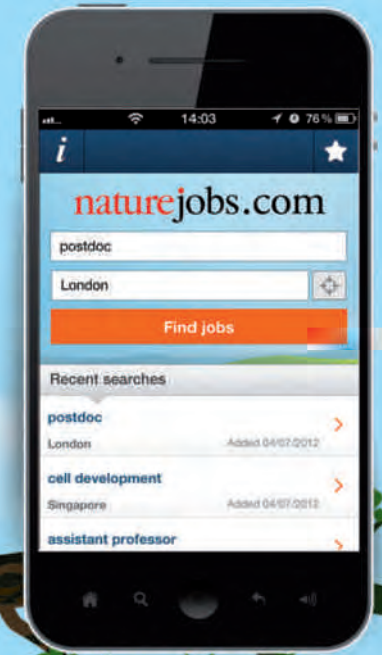 14:03 76%
i
naturejobs.com
postdoc
London
Find jobs
Recent searches
postdoc
London Added 04/07/2012
cell development
Singapore Added 04/07/2012
assistant professor